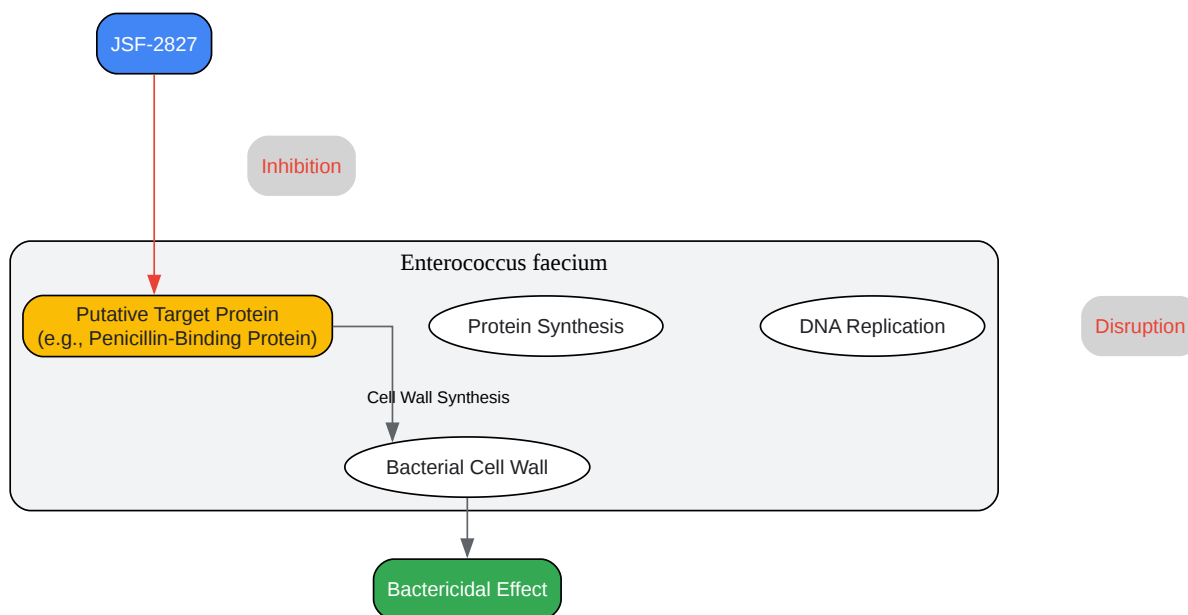 JSF-2827
Inhibition
Enterococcus faecium
Putative Target Protein
(e.g., Penicillin-Binding Protein)
Protein Synthesis
DNA Replication
Disruption
Cell Wall Synthesis
Bacterial Cell Wall
Bactericidal Effect